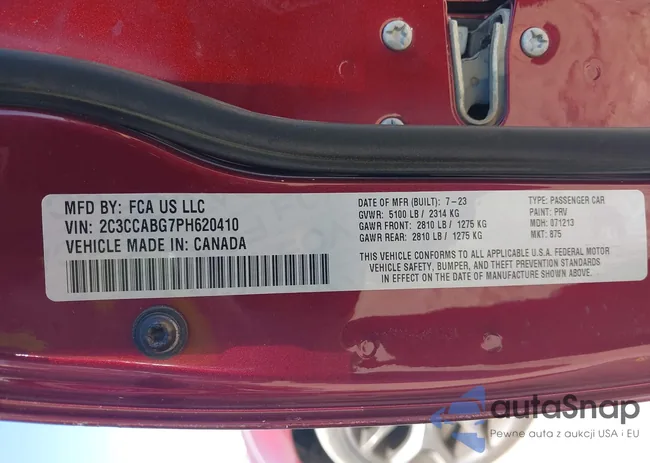 MFD BY: FCA US LLC
VIN: 2C3CCABG7PH620410
VEHICLE MADE IN: CANADA
DATE OF MFR (BUILT): 7-23
GVWR: 5100 LB / 2314 KG
GAWR FRONT: 2810 LB / 1275 KG
GAWR REAR: 2810 LB / 1275 KG
TYPE: PASSENGER CAR
PAINT: PRV
MDH: 071213
MKT: 875
THIS VEHICLE CONFORMS TO ALL APPLICABLE U.S.A. FEDERAL MOTOR
VEHICLE SAFETY, BUMPER, AND THEFT PREVENTION STANDARDS
IN EFFECT ON THE DATE OF MANUFACTURE SHOWN ABOVE.
autaSnap
Pewne auta z aukcji USA i EU